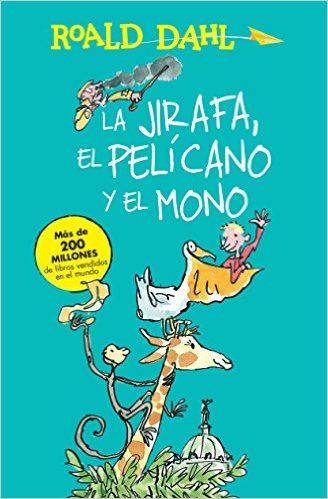 ROALD DAHL
LA JIRAFA,
EL PELÍCANO
Y EL MONO
Más de
200
MILLONES
de libros vendidos
en el mundo